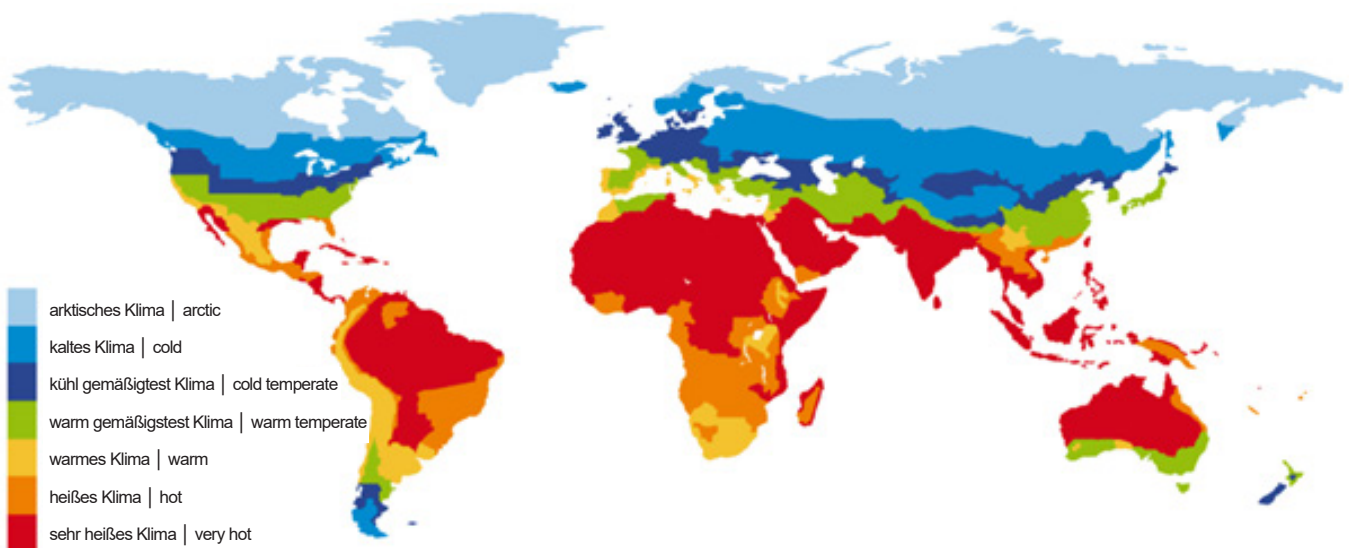 arktisches Klima | arctic
kaltes Klima | cold
kühl gemäßigtest Klima | cold temperate
warm gemäßigstest Klima | warm temperate
warmes Klima | warm
heißes Klima | hot
sehr heißes Klima | very hot